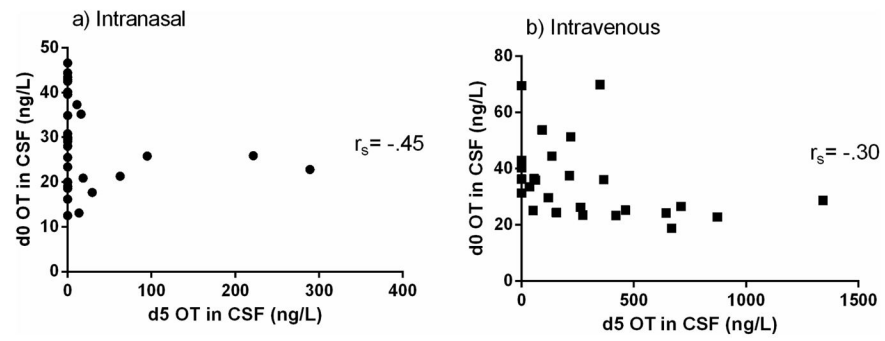 a) Intranasal
50
40
30
20
10
0
d0 OT in CSF (ng/L)
0 100 200 300 400
d5 OT in CSF (ng/L)
rs= -.45
b) Intravenous
80
60
40
20
0
d0 OT in CSF (ng/L)
0 500 1000 1500
d5 OT in CSF (ng/L)
rs= -.30